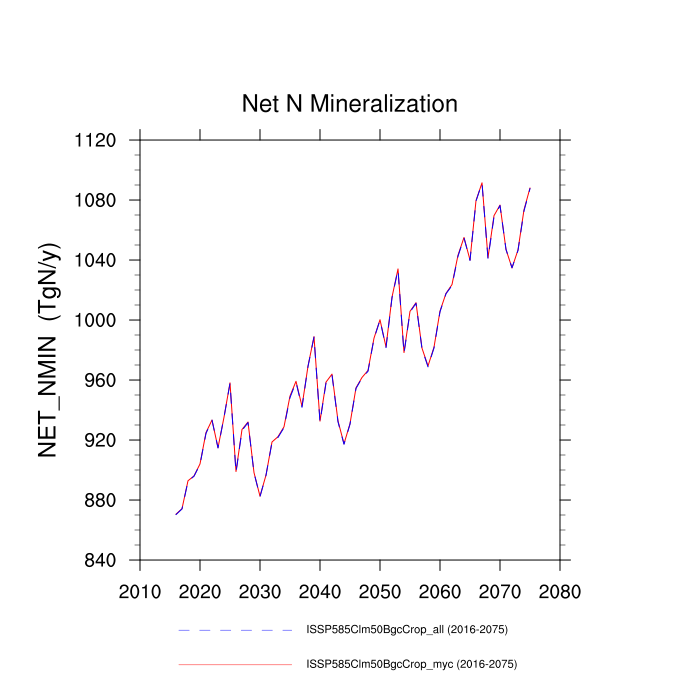 Net N Mineralization
NET_NMIN (TgN/y)
1120
1080
1040
1000
960
920
880
840
2010 2020 2030 2040 2050 2060 2070 2080
ISSP585Clm50BgcCrop_all (2016-2075)
ISSP585Clm50BgcCrop_myc (2016-2075)